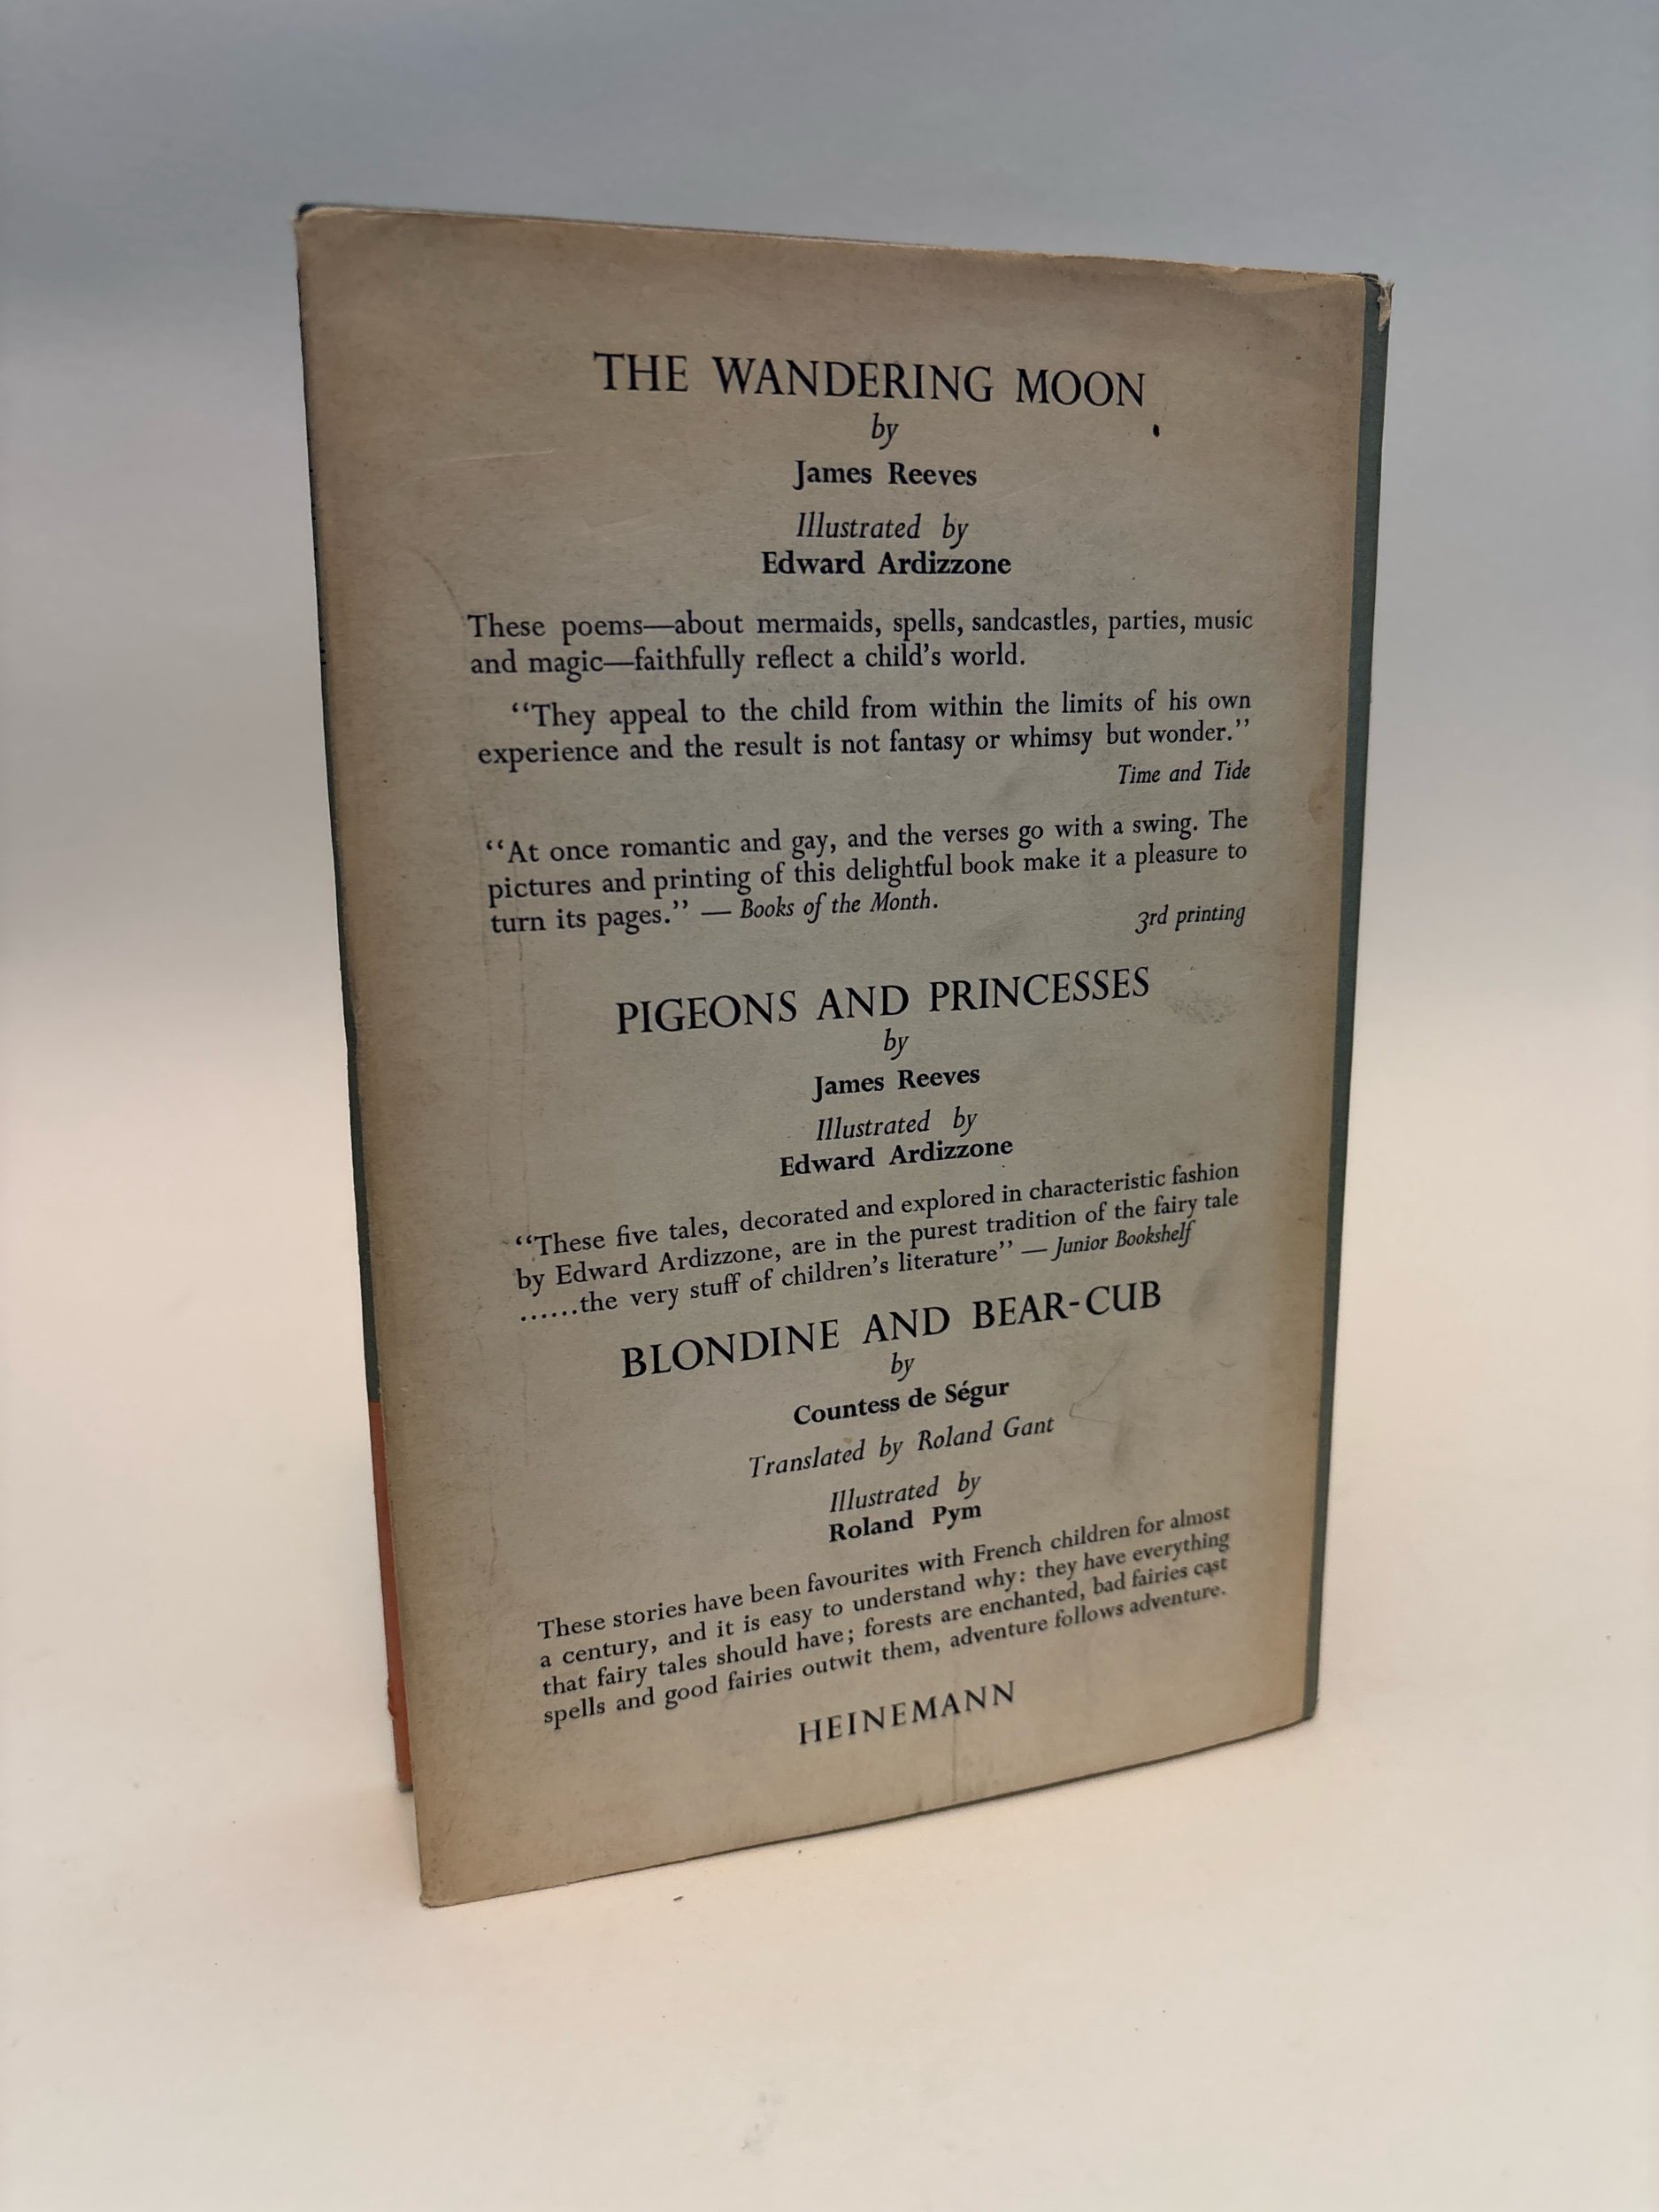 THE WANDERING MOON
by
James Reeves
Illustrated by
Edward Ardizzone
These poems—about mermaids, spells, sandcastles, parties, music
and magic—faithfully reflect a child's world.
"They appeal to the child from within the limits of his own
experience and the result is not fantasy or whimsy but wonder."
Time and Tide
"At once romantic and gay, and the verses go with a swing. The
pictures and printing of this delightful book make it a pleasure to
turn its pages." — Books of the Month.
3rd printing
PIGEONS AND PRINCESSES
by
James Reeves
Illustrated by
Edward Ardizzone
"These five tales, decorated and explored in characteristic fashion
by Edward Ardizzone, are in the purest tradition of the fairy tale
......the very stuff of children's literature" — Junior Bookshelf
BLONDINE AND BEAR-CUB
by
Countess de Ségur
Translated by Roland Gant
Illustrated by
Roland Pym
These stories have been favourites with French children for almost
a century, and it is easy to understand why: they have everything
that fairy tales should have; forests are enchanted, bad fairies cast
spells and good fairies outwit them, adventure follows adventure.
HEINEMANN